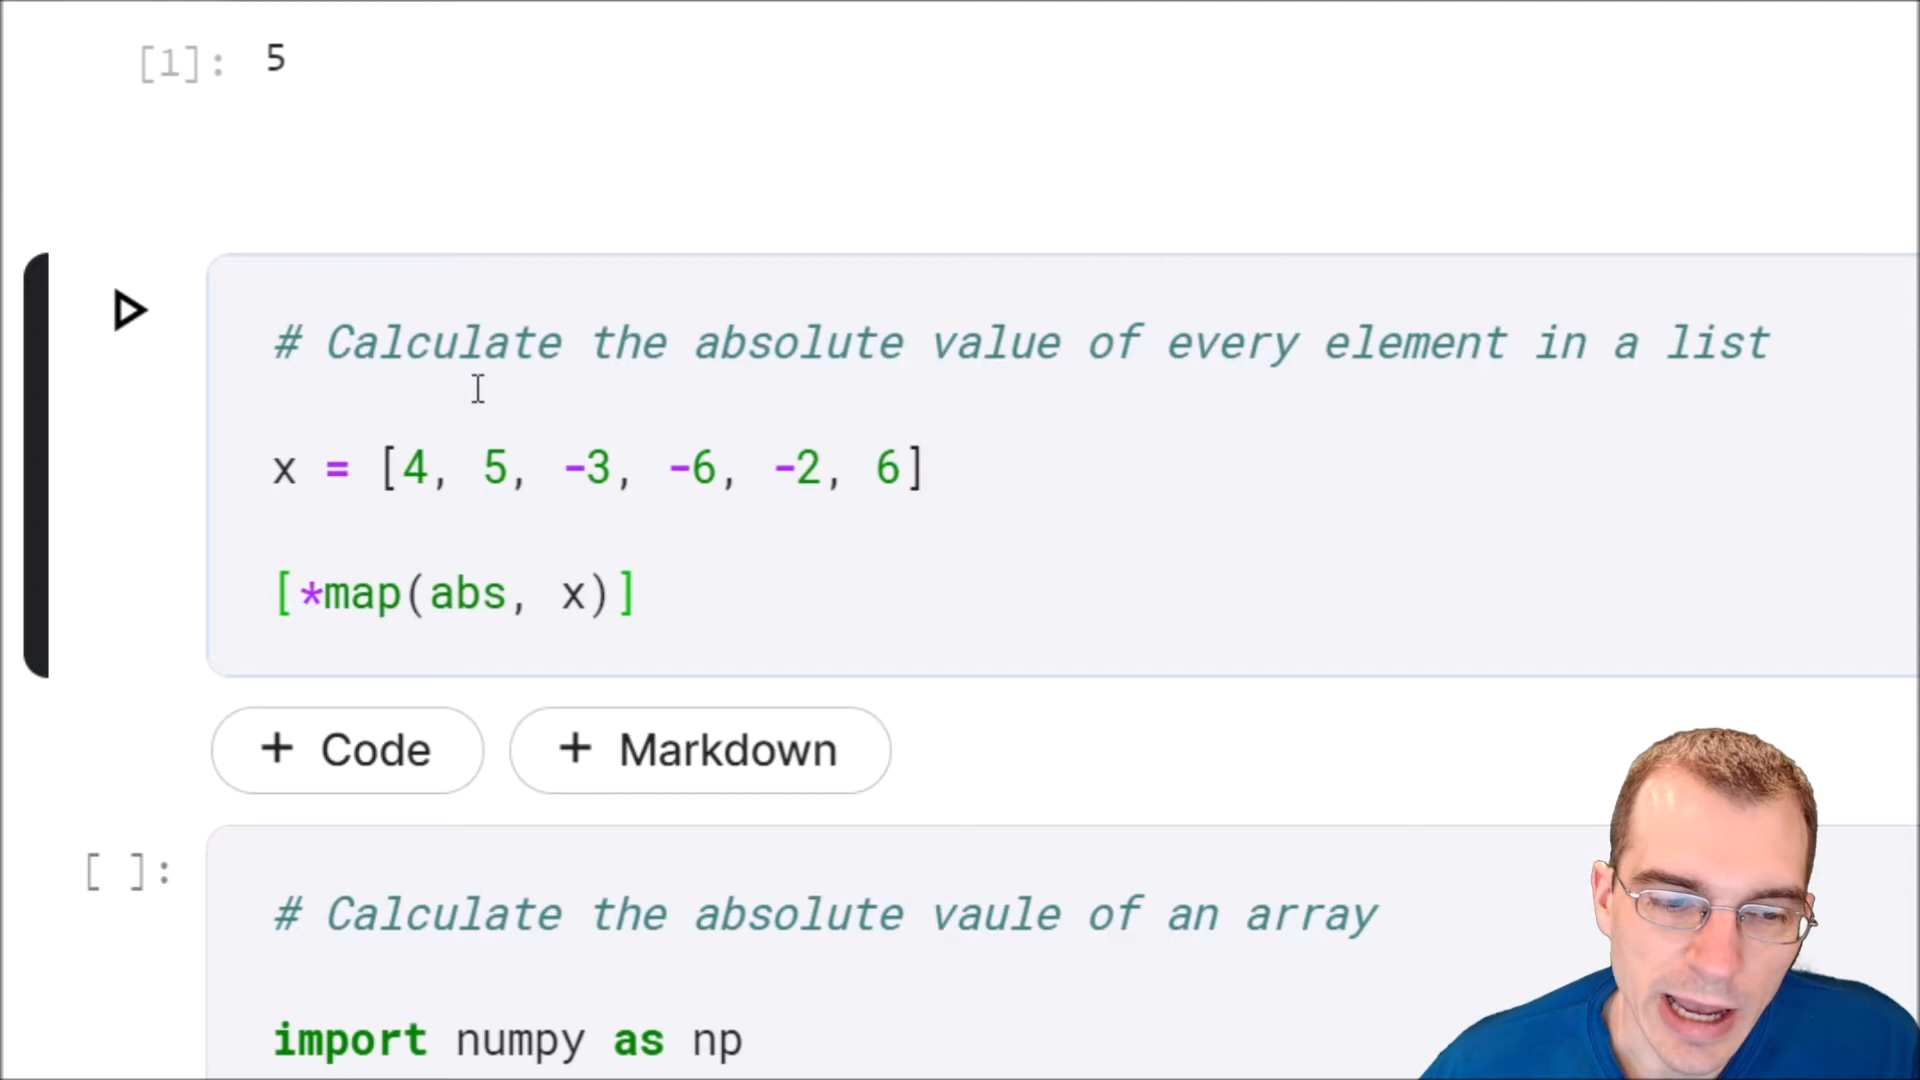 [1]: 5
# Calculate the absolute value of every element in a list
x = [4, 5, -3, -6, -2, 6]
[*map(abs, x)]
+ Code + Markdown
[ ]:
# Calculate the absolute vaule of an array
import numpy as np